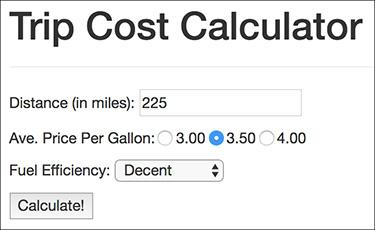 Trip Cost Calculator
Distance (in miles): 225
Ave. Price Per Gallon: 3.00 3.50 4.00
Fuel Efficiency: Decent
Calculate!